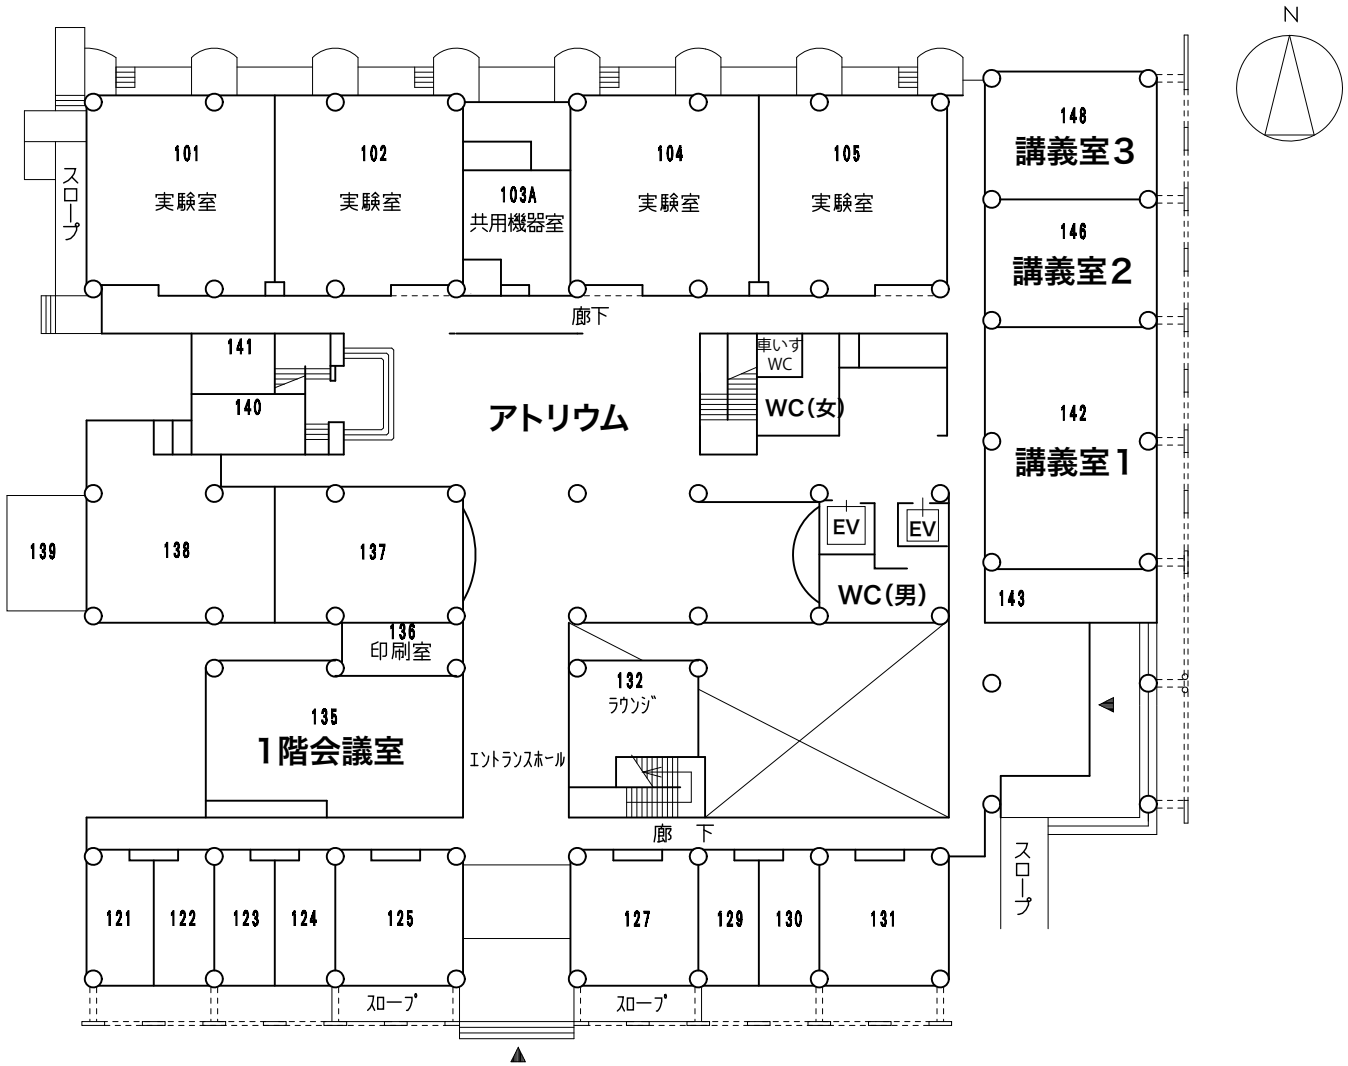 N
148
講義室3
101
実験室
102
実験室
103A
共用機器室
104
実験室
105
実験室
スロープ
146
講義室2
廊下
141
140
車いす
WC
WC(女)
アトリウム
142
講義室1
139
138
137
EV
EV
WC(男)
143
136
印刷室
132
ラウンジ
135
1階会議室
エントランスホール
廊 下
スロープ
121
122
123
124
125
127
129
130
131
スロープ
スロープ